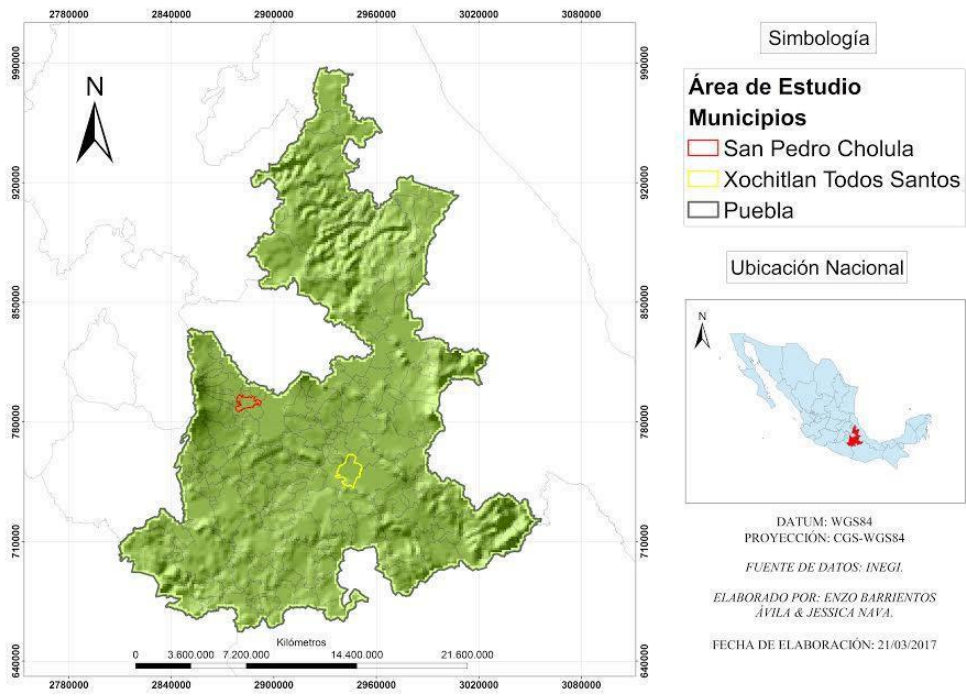 2780000 2840000 2900000 2960000 3020000 3080000
990000 990000
920000 920000
850000 850000
780000 780000
710000 710000
640000 640000
N
Kilómetros
0 3.600.000 7.200.000 14.400.000 21.600.000
2780000 2840000 2900000 2960000 3020000 3080000
Simbología
Área de Estudio
Municipios
San Pedro Cholula
Xochitlan Todos Santos
Puebla
Ubicación Nacional
N
DATUM: WGS84
PROYECCIÓN: CGS-WGS84
FUENTE DE DATOS: INEGI.
ELABORADO POR: ENZO BARRIENTOS
ÁVILA & JESSICA NAVA.
FECHA DE ELABORACIÓN: 21/03/2017